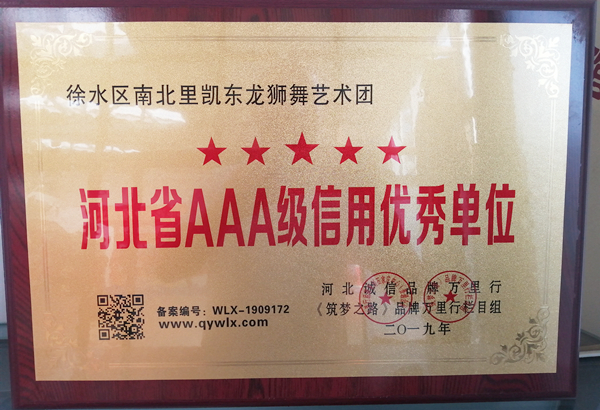 徐水区南北里凯东龙狮舞艺术团
河北省AAA级信用优秀单位
河北诚信品牌万里行
备案编号：WLX-1909172
《筑梦之路》品牌万里行栏目组
www.qywlx.com
二〇一九年